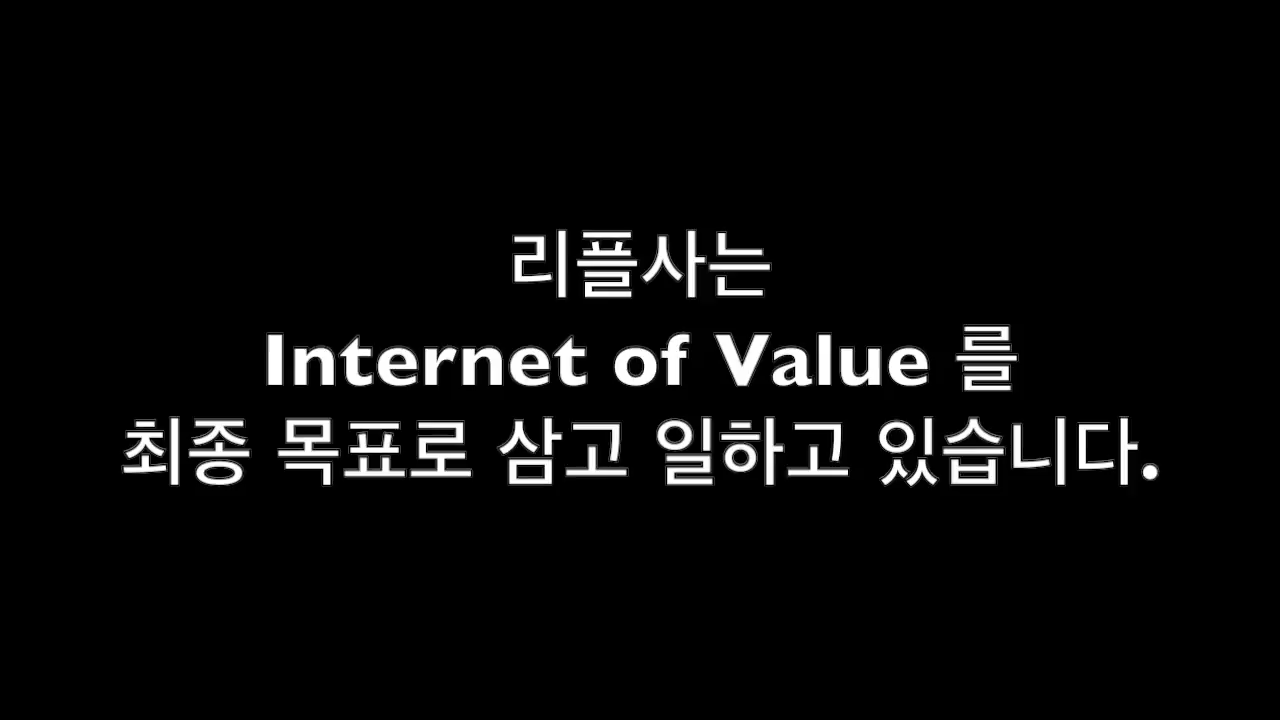 리플사는
Internet of Value 를
최종 목표로 삼고 일하고 있습니다.